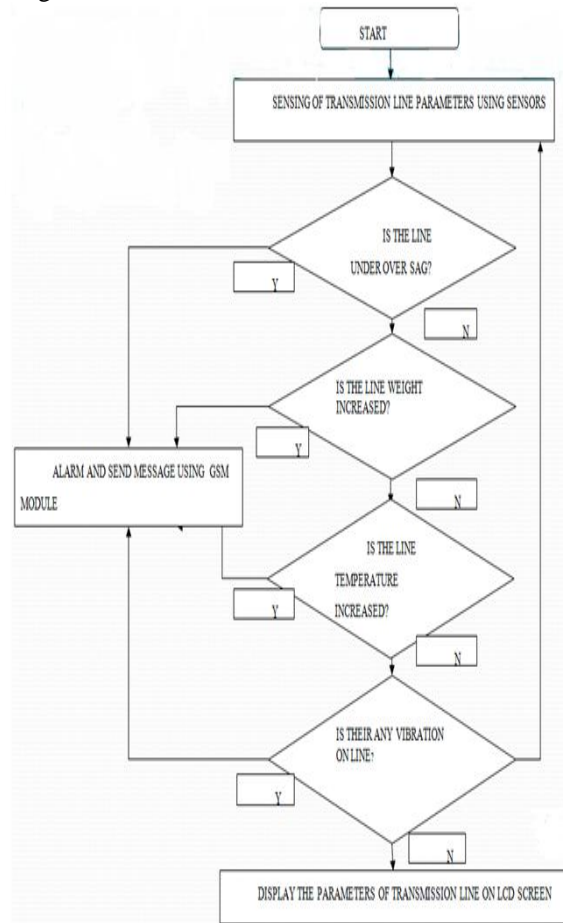 START
SENSING OF TRANSMISSION LINE PARAMETERS USING SENSORS
IS THE LINE
UNDER OVER SAG?
Y
N
IS THE LINE WEIGHT
INCREASED?
Y
N
ALARM AND SEND MESSAGE USING GSM
MODULE
IS THE LINE
TEMPERATURE
INCREASED?
Y
N
IS THEIR ANY VIBRATION
ON LINE?
Y
N
DISPLAY THE PARAMETERS OF TRANSMISSION LINE ON LCD SCREEN